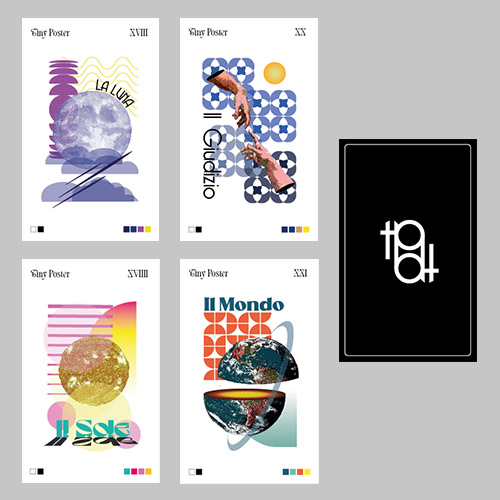 Tiny Poster XVIII
LA LUNA
Tiny Poster XX
Il Giudizio
Tiny Poster XVIIII
Il Sole
Tiny Poster XXI
Il Mondo